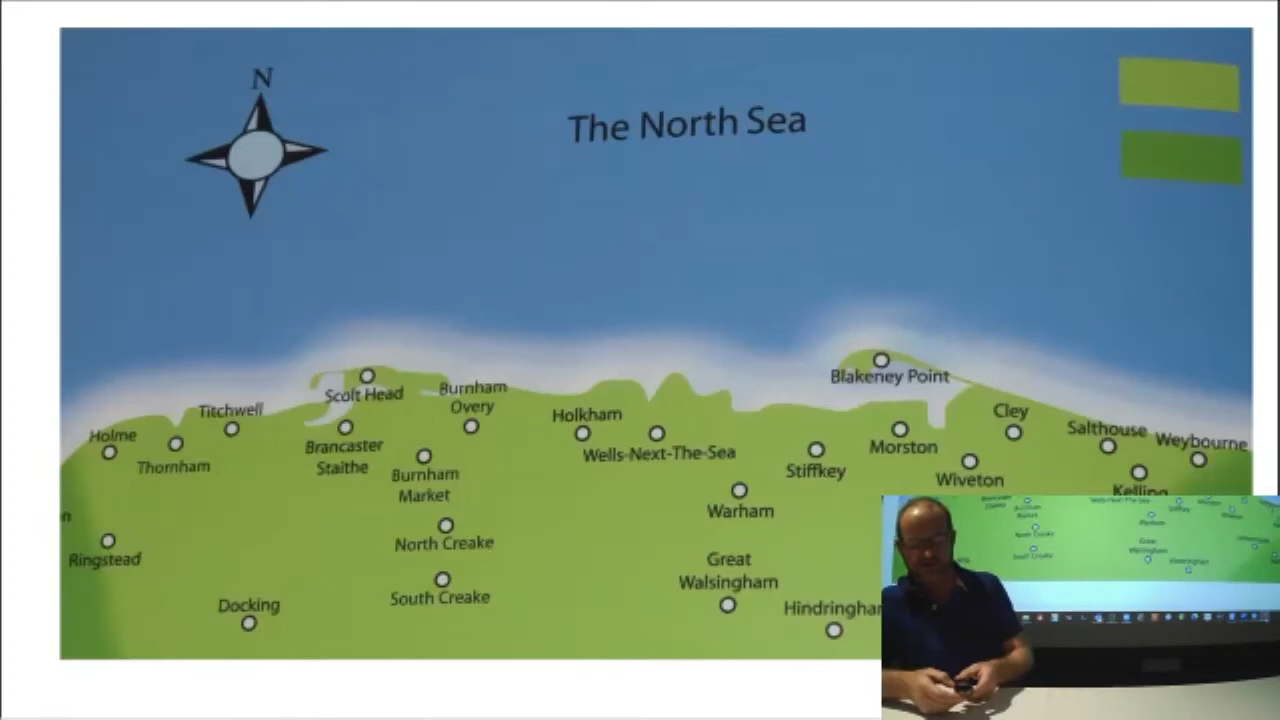 N
The North Sea
Blakeney Point
Scolt Head
Burnham
Overy
Titchwell
Holkham
Cley
Holme
Thornham
Brancaster
Staithe
Wells-Next-The-Sea
Morston
Salthouse
Weybourne
Burnham
Market
Stiffkey
Wiveton
Kelling
Warham
Ringstead
North Creake
Great
Walsingham
South Creake
Docking
Hindringham